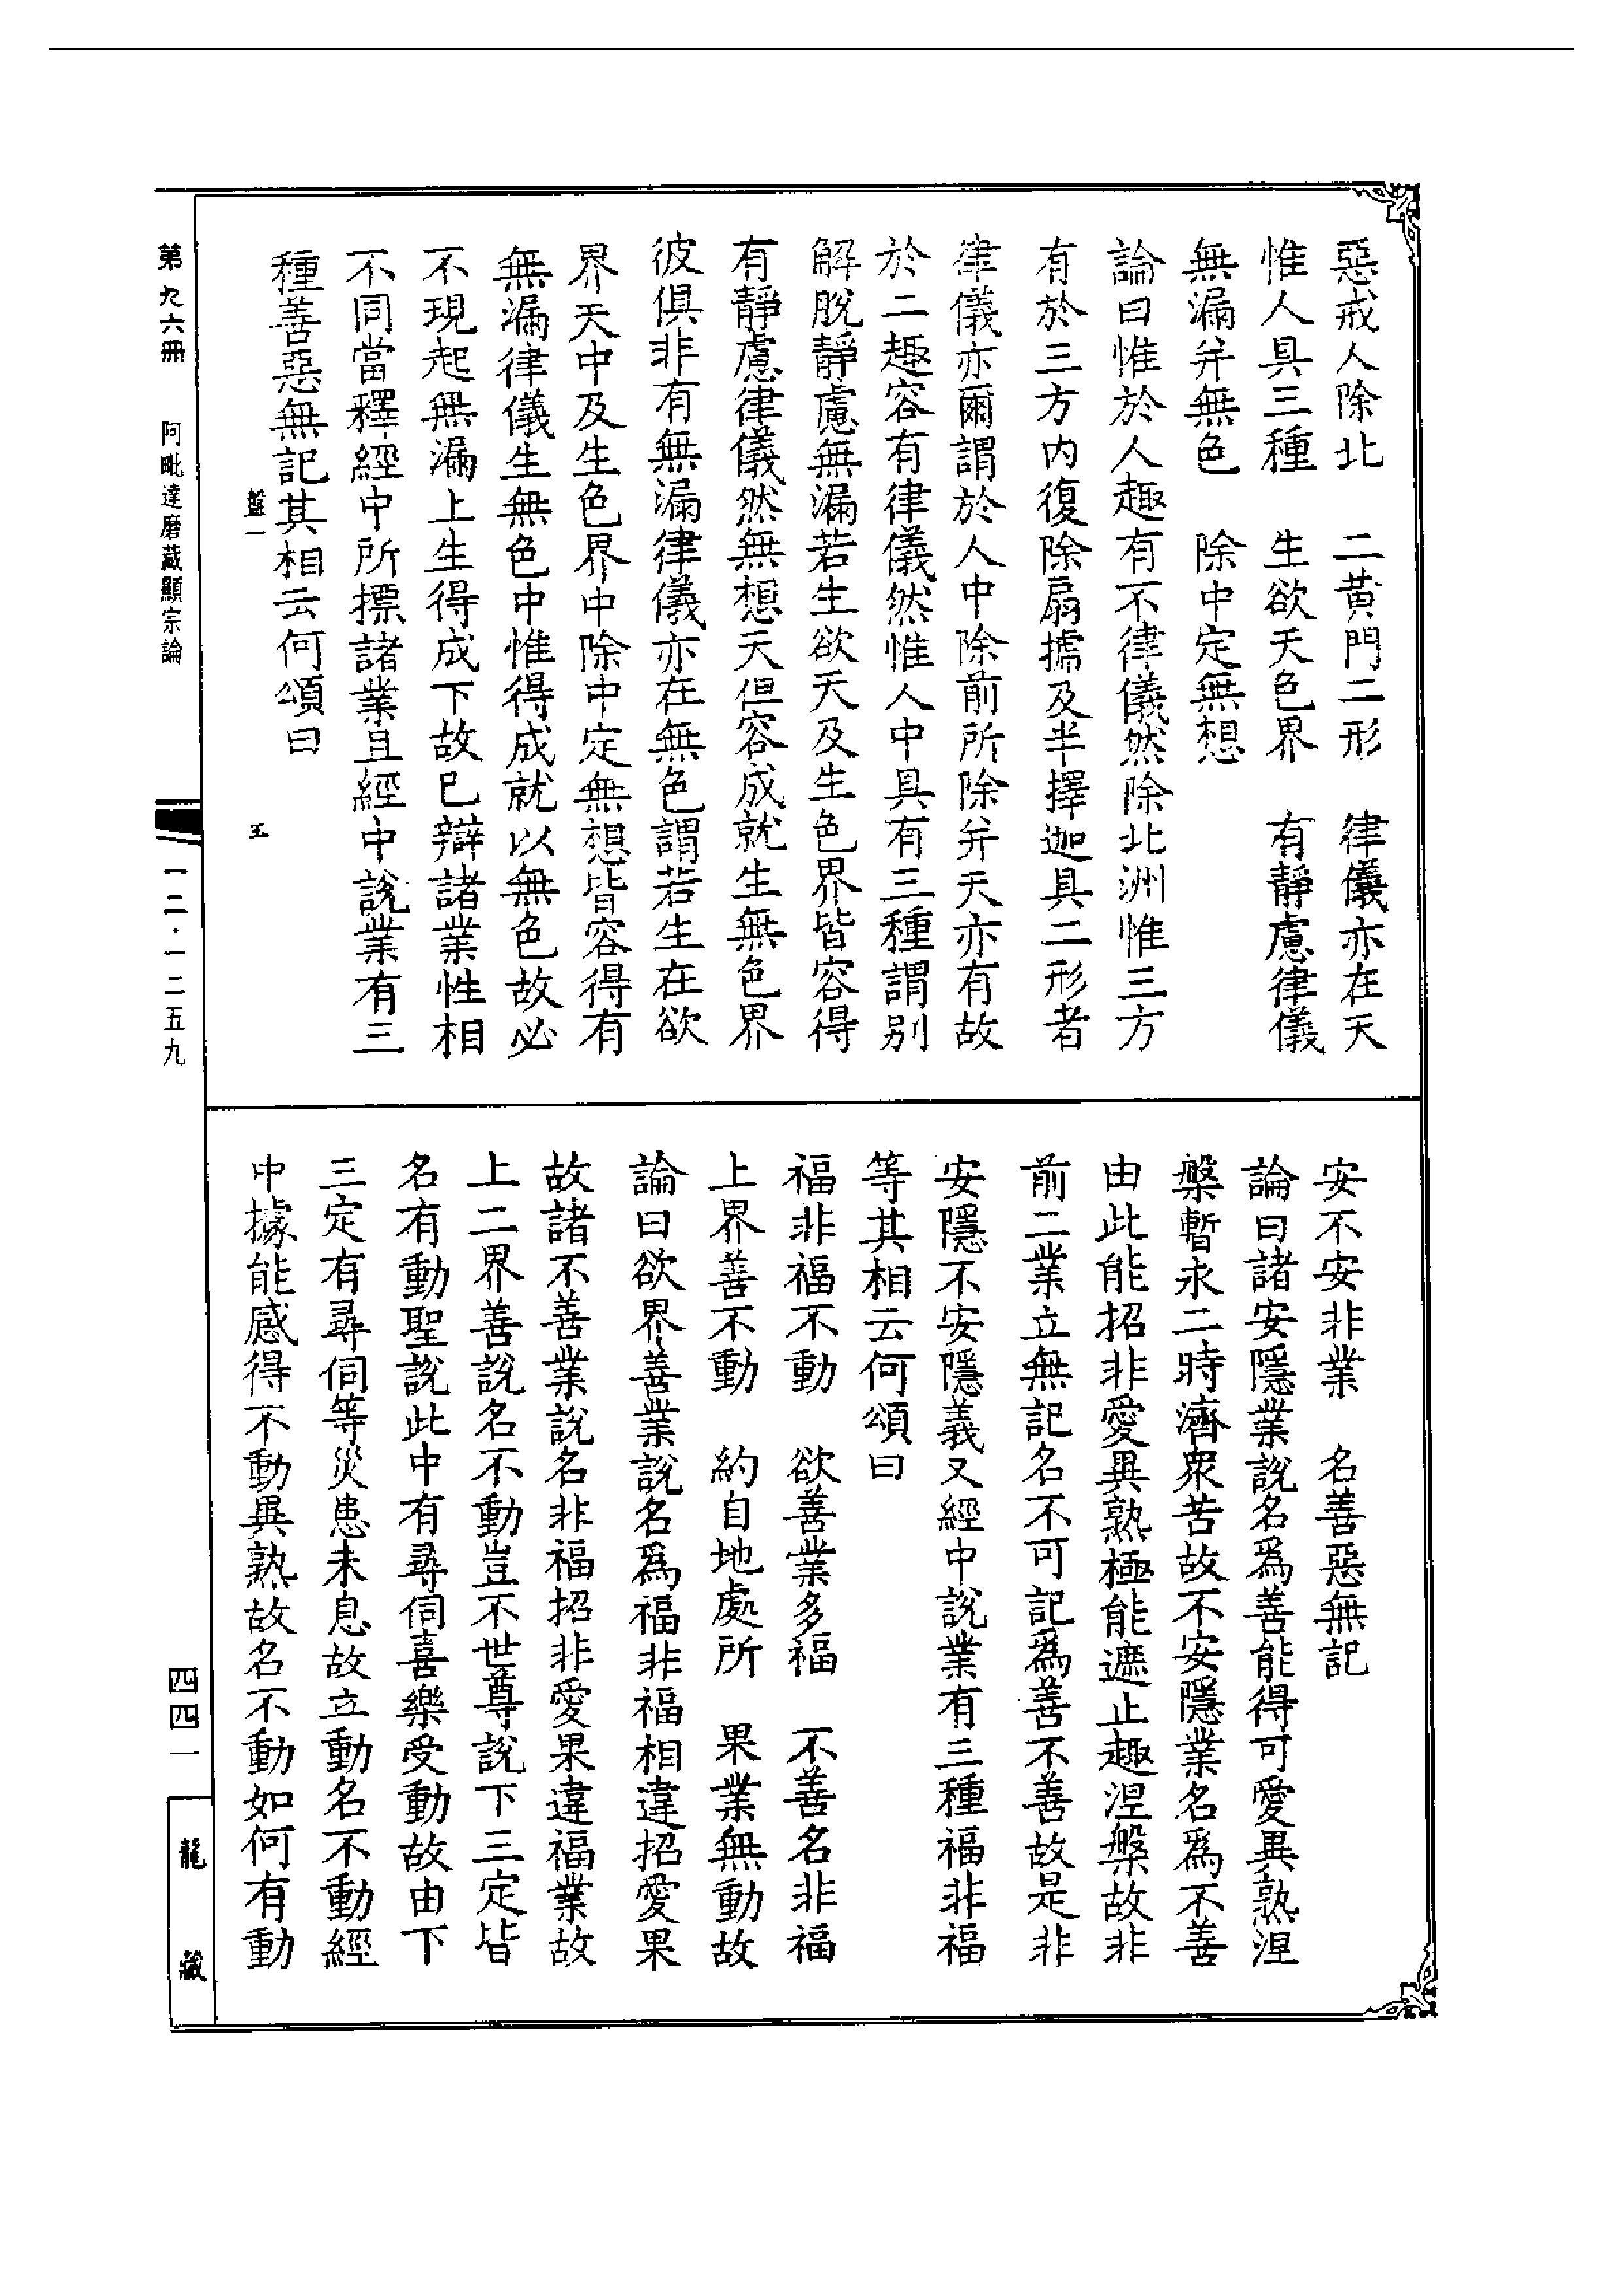 惡戒人除北　二黃門二形　律儀亦在天
惟人具三種　生欲天色界　有靜慮律儀
無漏并無色　除中定無想
論曰惟於人趣有不律儀然除北洲惟三方
有於三方內復除扇搋及半擇迦具二形者
律儀亦爾謂於人中除前所除并天亦有故
於二趣容有律儀然惟人中具有三種謂別
解脫靜慮無漏若生欲天及生色界皆容得
有靜慮律儀然無想天但容成就生無色界
彼俱非有無漏律儀亦在無色謂若生在欲
界天中及生色界中除中定無想皆容得有
無漏律儀生無色中惟得成就以無色故必
不現起無漏上生得成下故已辯諸業性相
不同當釋經中所標諸業且經中說業有三
種善惡無記其相云何頌曰
安不安非業　名善惡無記
論曰諸安隱業說名爲善能得可愛異熟涅
槃暫永二時濟衆苦故不安隱業名爲不善
由此能招非愛異熟極能遮止趣涅槃故非
前二業立無記名不可記爲善不善故是非
安隱不安隱義又經中說業有三種福非福
等其相云何頌曰
福非福不動　欲善業多福　不善名非福
上界善不動　約自地處所　果業無動故
論曰欲界善業說名爲福非福相違招愛果
故諸不善業說名非福招非愛果違福業故
上二界善說名不動豈不世尊說下三定皆
名有動聖說此中有尋伺喜樂受動故由下
三定有尋伺等災患未息故立動名不動經
中據能感得不動異熟故名不動如何有動
盤一
五
第九六冊　阿毗達磨藏顯宗論
一二·一二五九
四四一
龍藏